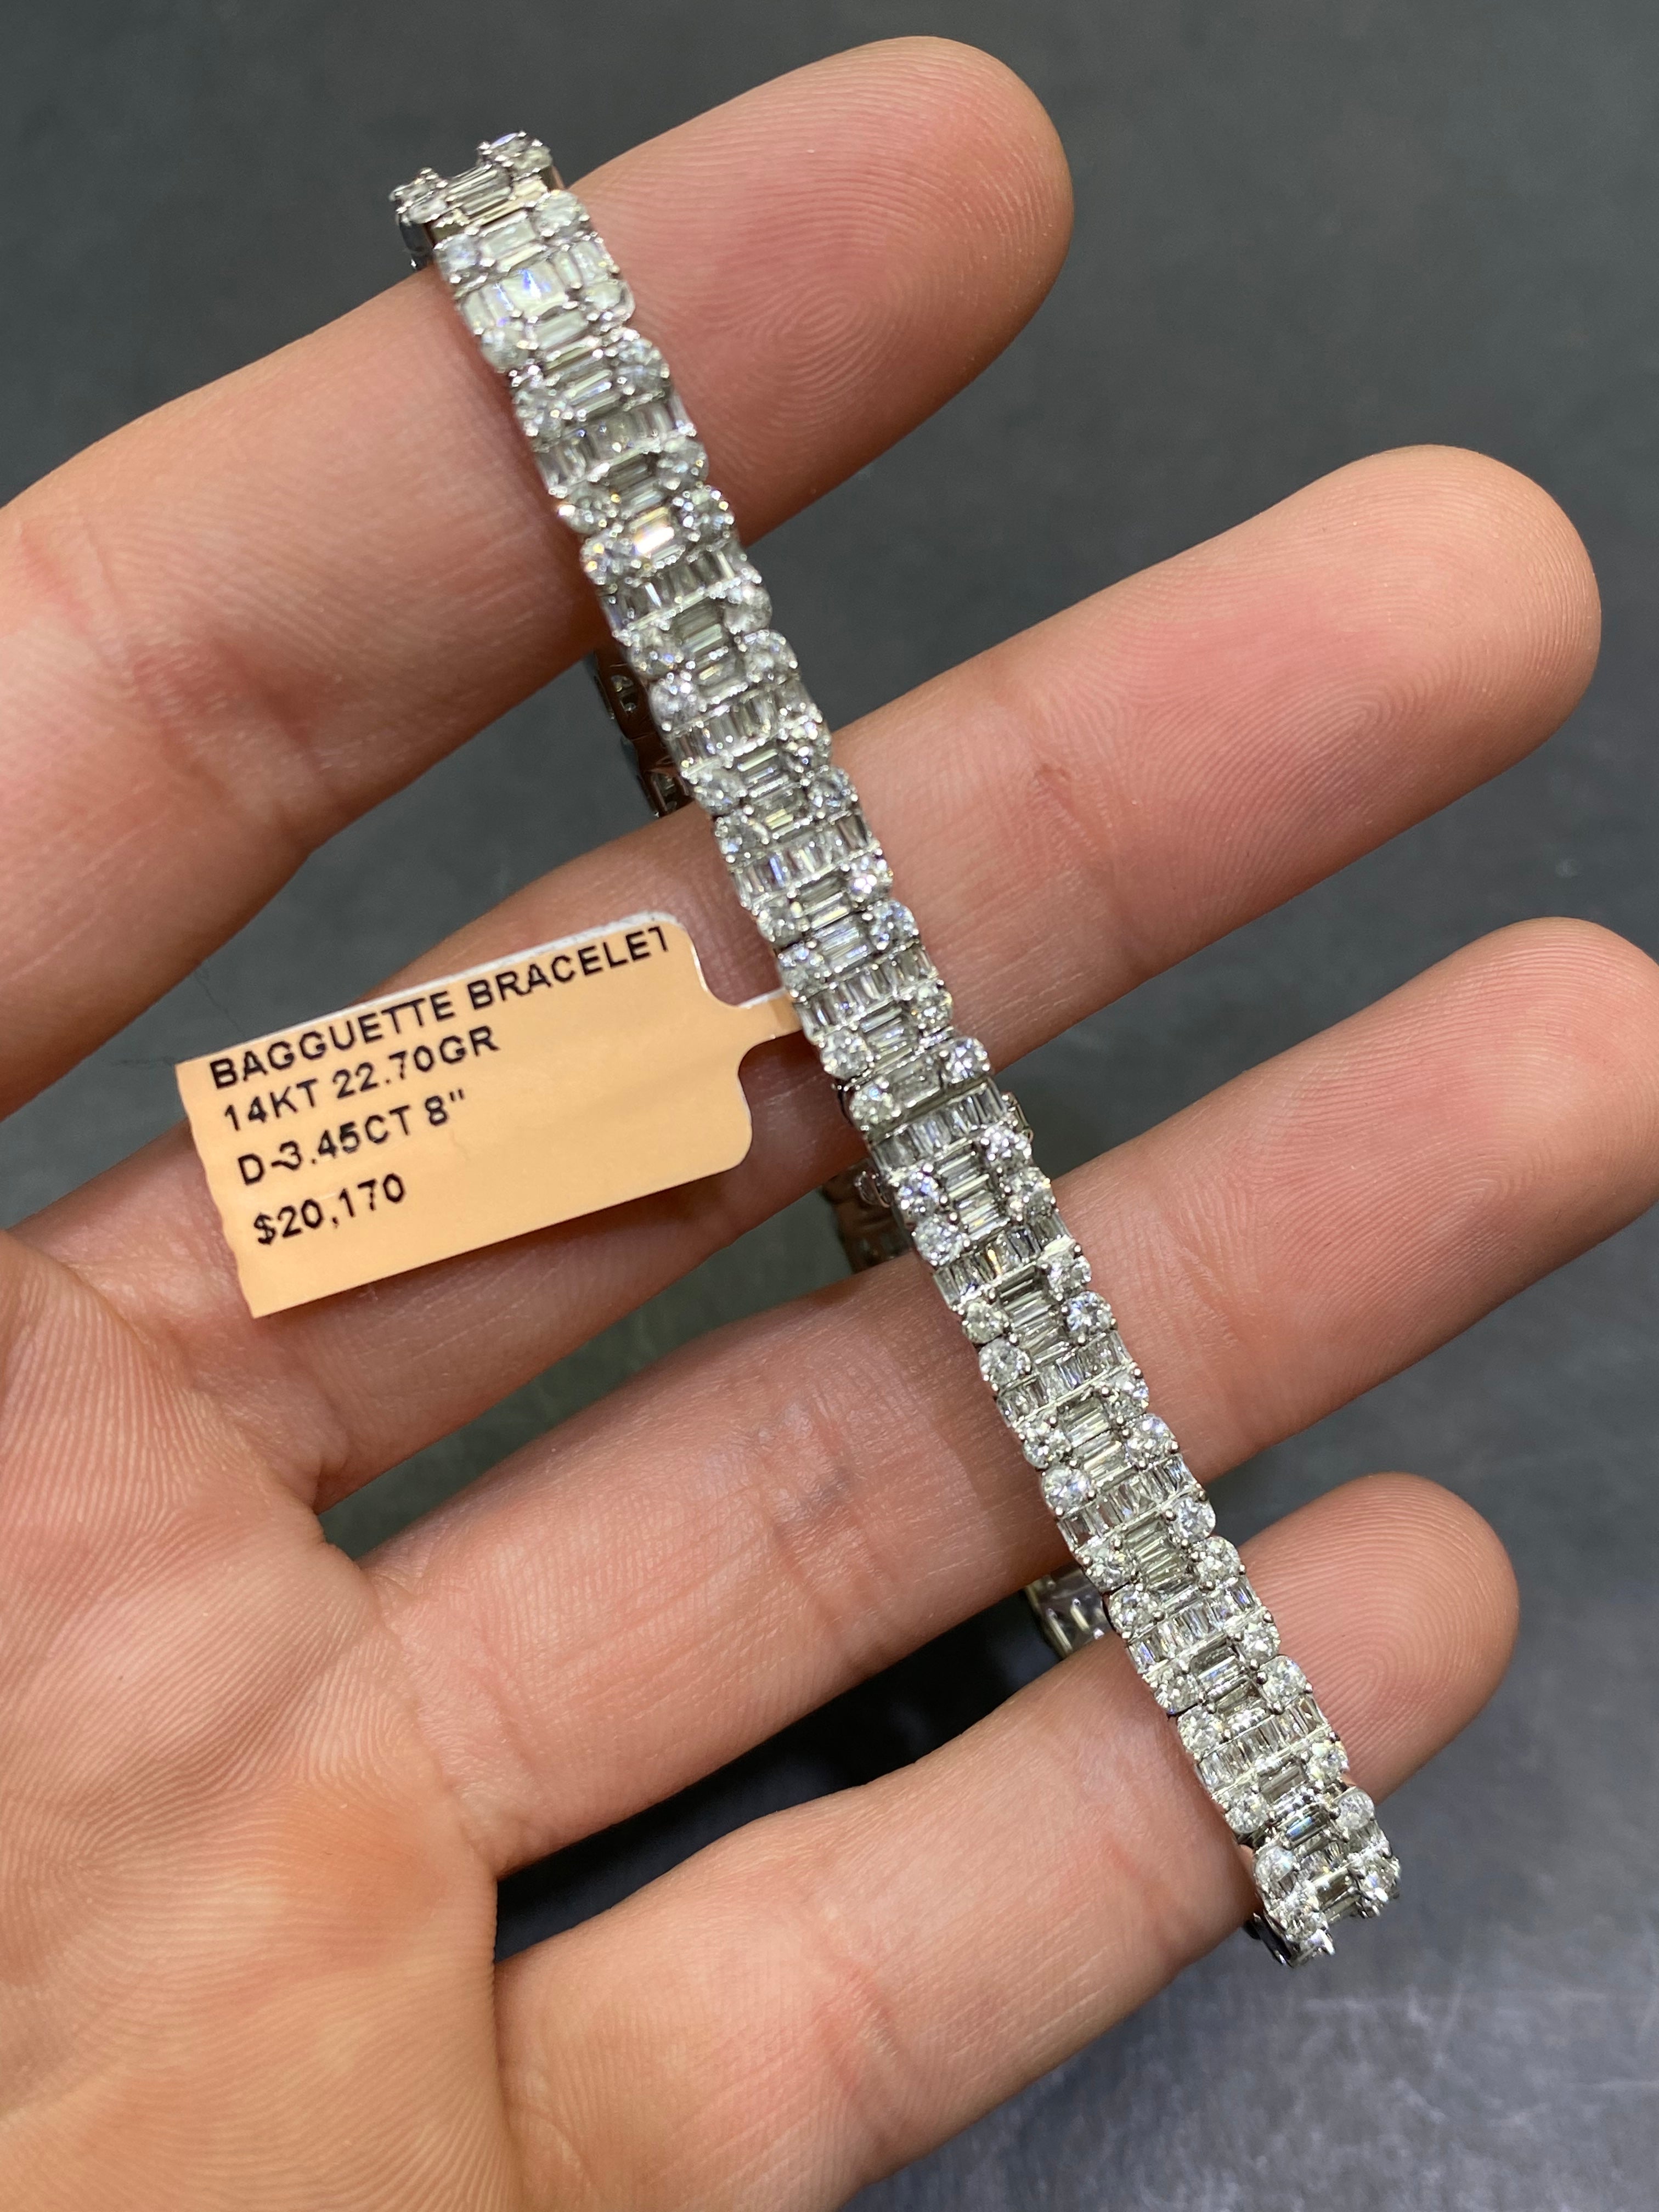 BAGGUETTE BRACELET
14KT 22.70GR
D-3.45CT 8"
$20,170